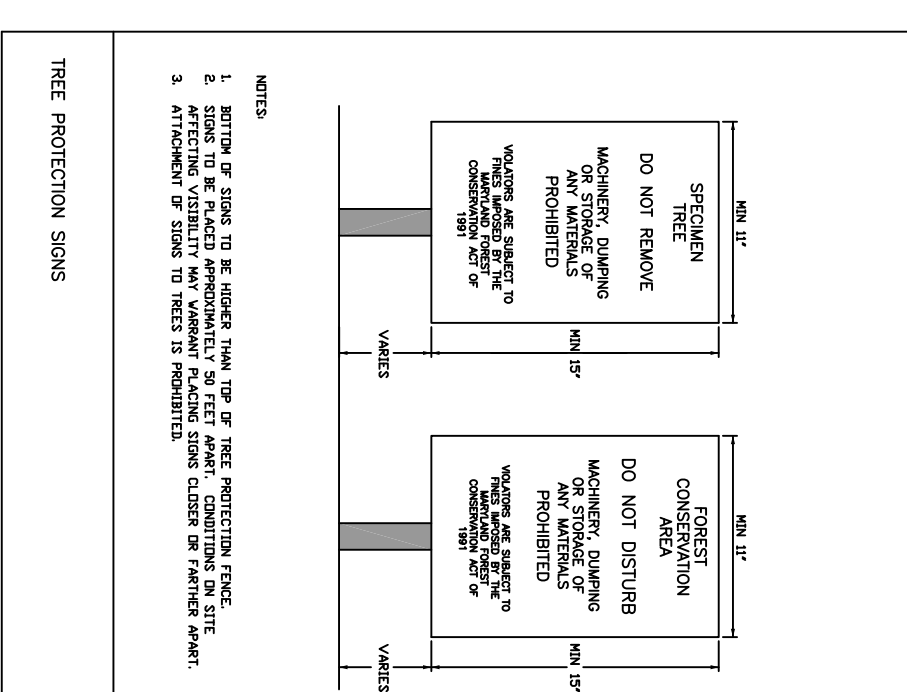 MIN 11"
SPECIMEN
TREE
DO NOT REMOVE
MACHINERY, DUMPING
OR STORAGE OF
ANY MATERIALS
PROHIBITED
VIOLATORS ARE SUBJECT TO
FINES IMPOSED BY THE
MARYLAND FOREST
CONSERVATION ACT OF
1991
MIN 15"
VARIES
MIN 11"
FOREST
CONSERVATION
AREA
DO NOT DISTURB
MACHINERY, DUMPING
OR STORAGE OF
ANY MATERIALS
PROHIBITED
VIOLATORS ARE SUBJECT TO
FINES IMPOSED BY THE
MARYLAND FOREST
CONSERVATION ACT OF
1991
MIN 15"
VARIES
NOTES:
1. BOTTOM OF SIGNS TO BE HIGHER THAN TOP OF TREE PROTECTION FENCE.
2. SIGNS TO BE PLACED APPROXIMATELY 50 FEET APART. CONDITIONS ON SITE
AFFECTING VISIBILITY MAY WARRANT PLACING SIGNS CLOSER OR FARTHER APART.
3. ATTACHMENT OF SIGNS TO TREES IS PROHIBITED.
TREE PROTECTION SIGNS